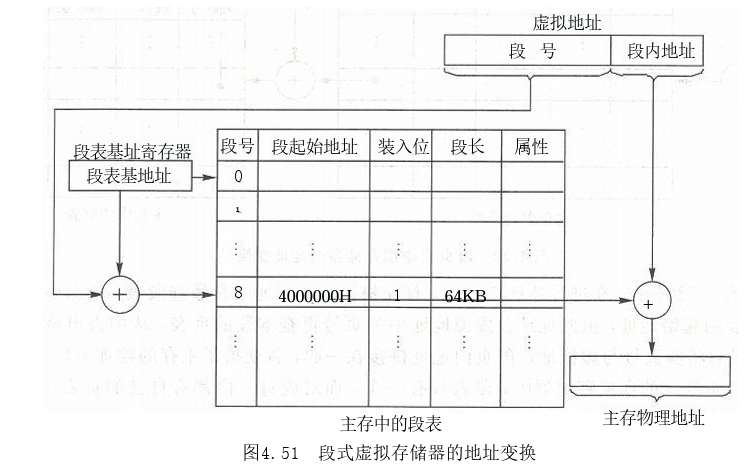 虚拟地址
段 号 段内地址
段表基址寄存器
段表基地址
段号 段起始地址 装入位 段长 属性
0
1
8 4000000H 1 64KB
+ +
主存物理地址
主存中的段表
图4.51 段式虚拟存储器的地址变换